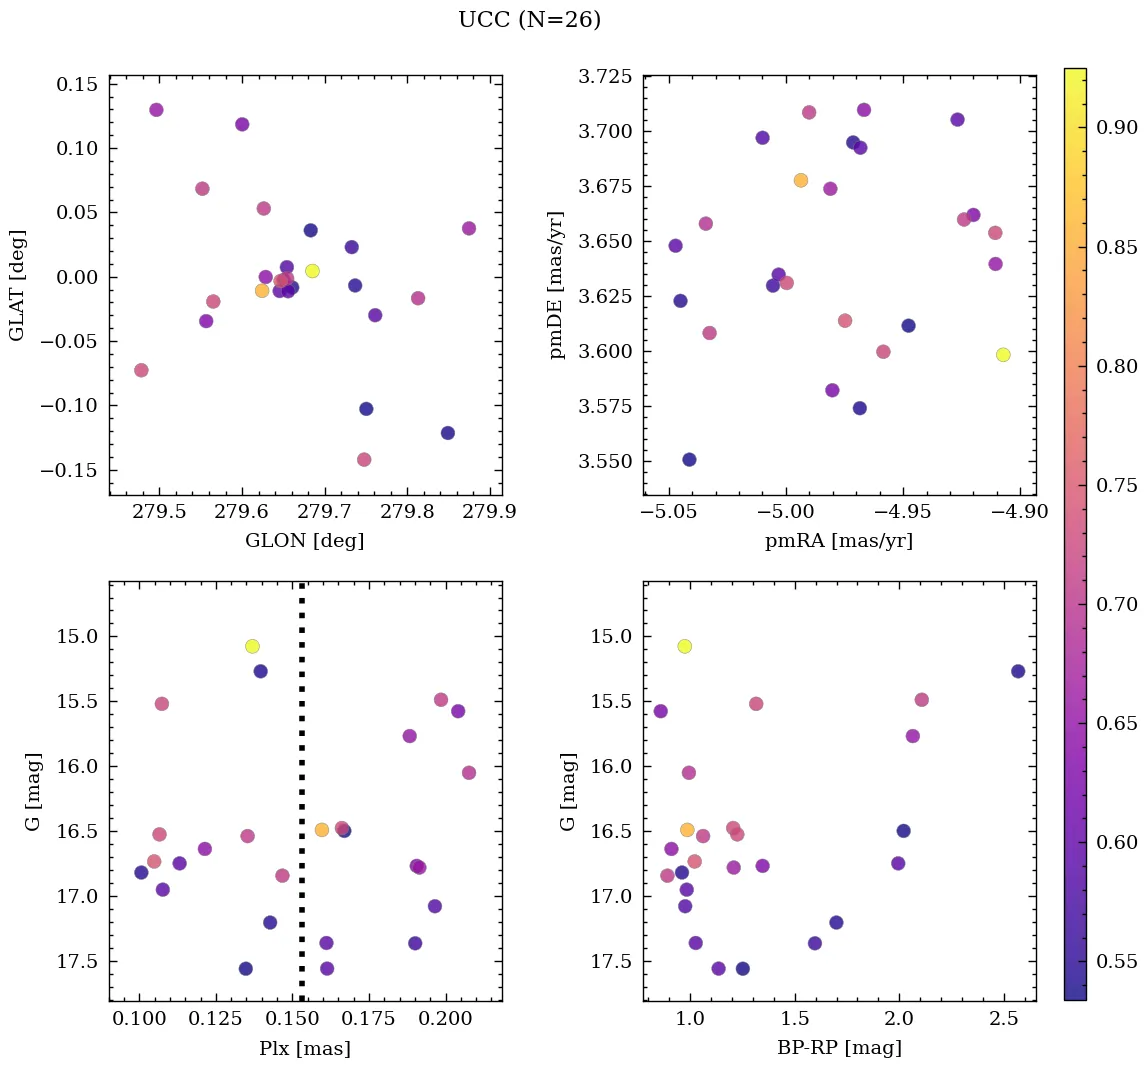 UCC (N=26)
0.15
0.10
0.05
0.00
−0.05
−0.10
−0.15
GLAT [deg]
279.5 279.6 279.7 279.8 279.9
GLON [deg]
3.725
3.700
3.675
3.650
3.625
3.600
3.575
3.550
pmDE [mas/yr]
−5.05 −5.00 −4.95 −4.90
pmRA [mas/yr]
15.0
15.5
16.0
16.5
17.0
17.5
G [mag]
0.100 0.125 0.150 0.175 0.200
Plx [mas]
15.0
15.5
16.0
16.5
17.0
17.5
G [mag]
1.0 1.5 2.0 2.5
BP-RP [mag]
0.90
0.85
0.80
0.75
0.70
0.65
0.60
0.55